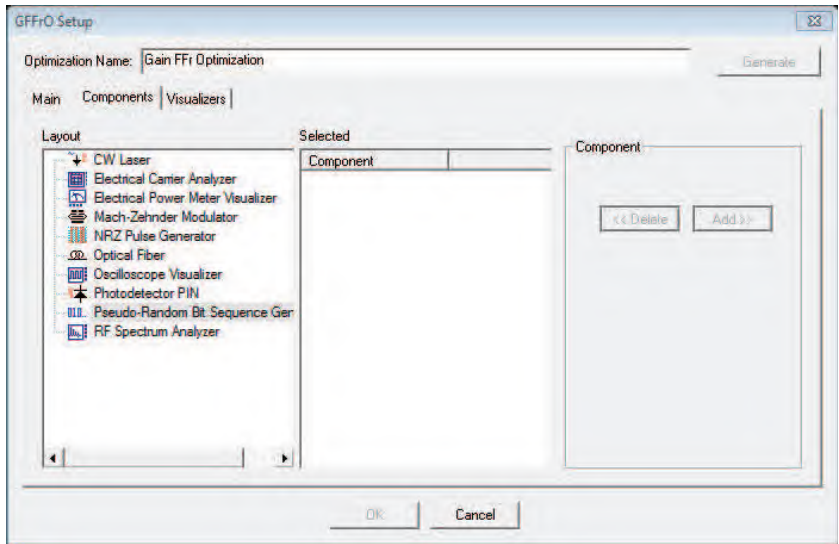 GFFrO Setup
Optimization Name: Gain FFr Optimization
Generate
Main Components Visualizers
Layout
CW Laser
Electrical Carrier Analyzer
Electrical Power Meter Visualizer
Mach-Zehnder Modulator
NRZ Pulse Generator
Optical Fiber
Oscilloscope Visualizer
Photodetector PIN
Pseudo-Random Bit Sequence Ger
RF Spectrum Analyzer
Selected
Component
Component
<< Delete Add >>
OK Cancel